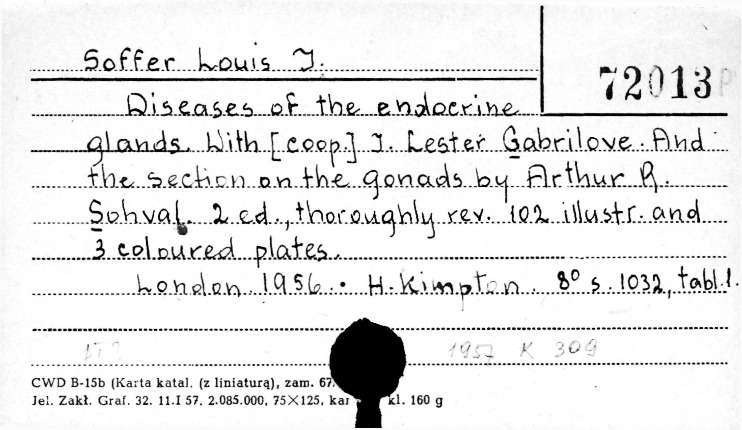 Soffer Louis J.
72013P
Diseases of the endocrine
glands. With [coop.] J. Lester Gabrilove. And
the section on the gonads by Arthur R.
Sohval. 2 ed., thoroughly rev. 102 illustr. and
3 coloured plates.
London 1956. H. Kimpton. 8° s. 1032, tabl. 1.
1957 K 309
CWD B-15b (Karta katal. (z liniaturą), zam. 67.
Jel. Zakł. Graf. 32. 11.I 57. 2.085.000, 75×125, kar kl. 160 g